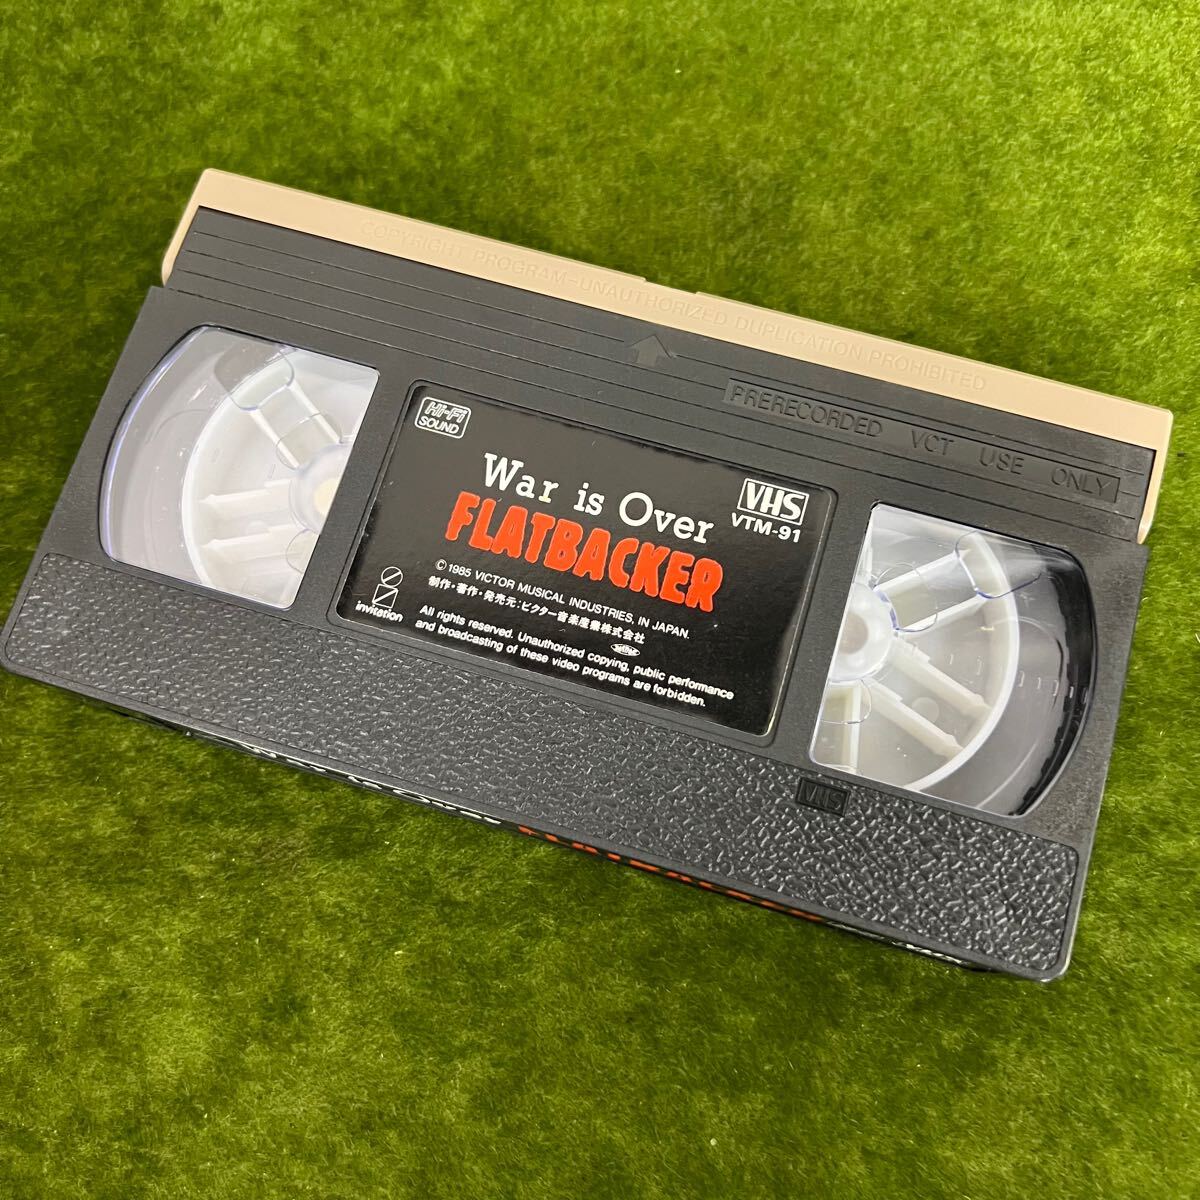 COPYRIGHT PROGRAM-UNAUTHORIZED DUPLICATION PROHIBITED
PRERECORDED VCT USE ONLY
Hi-Fi
SOUND
War is Over
FLATBACKER
VHS
VTM-91
© 1985 VICTOR MUSICAL INDUSTRIES, IN JAPAN.
制作・著作・発売元：ビクター音楽産業株式会社
invitation
All rights reserved. Unauthorized copying, public performance
and broadcasting of these video programs are forbidden.
VHS